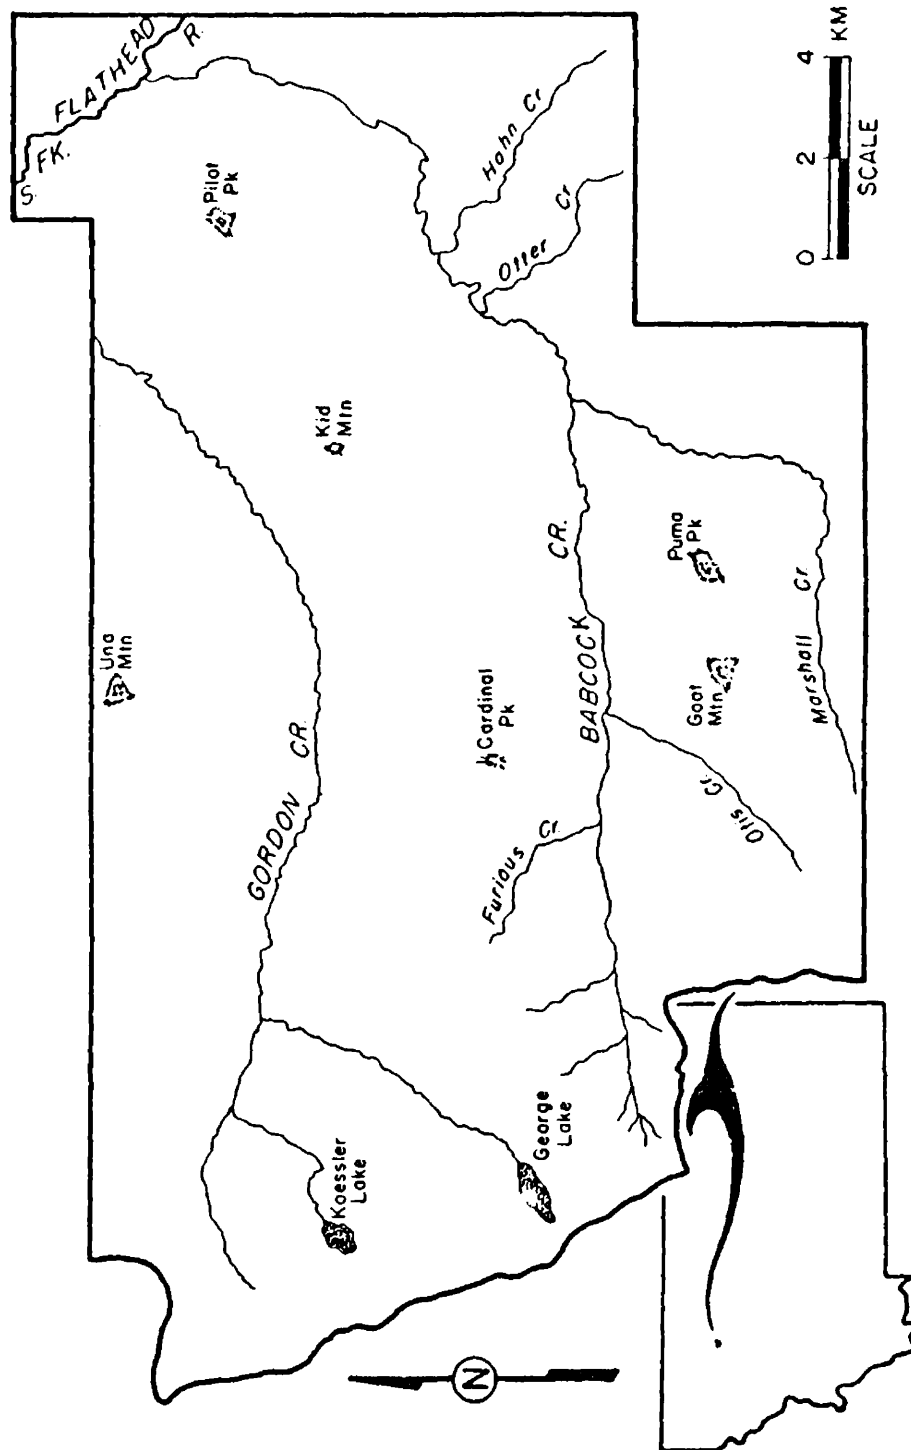 S. FK. FLATHEAD R.
Pilot
Pk
Una
Mtn
Kid
Mtn
GORDON CR.
Hahn Cr
Otter Cr
Cardinal
Pk
BABCOCK CR.
Puma
Pk
Goat
Mtn
Marshall Cr
Otis Cr.
Furious Cr.
Koessler
Lake
George
Lake
N
0 2 4 KM
SCALE